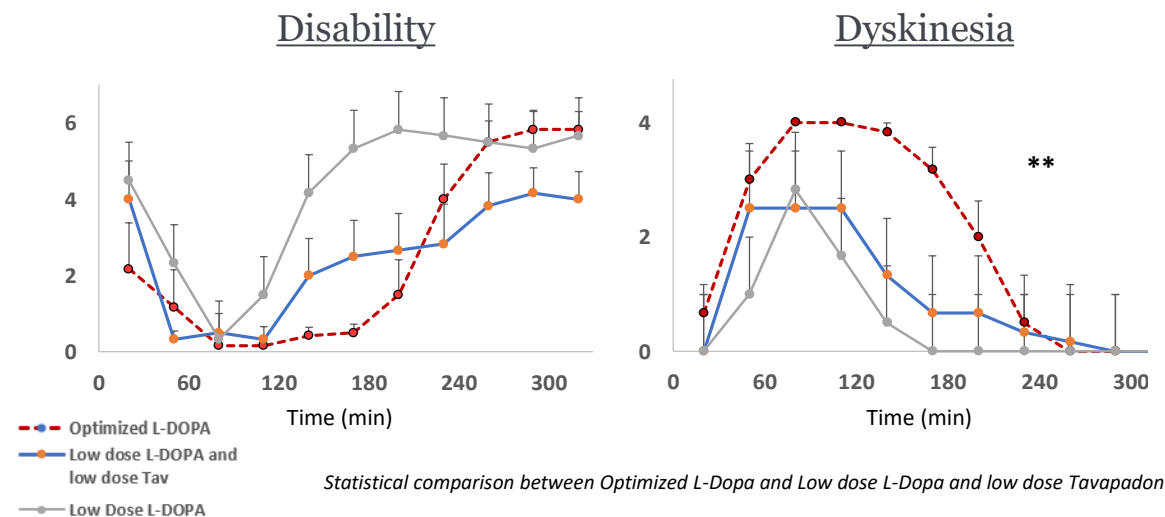 Disability
Dyskinesia
6
4
2
0
0
60
120
180
240
300
Time (min)
4
2
0
**
0
60
120
180
240
300
Time (min)
Optimized L-DOPA
Low dose L-DOPA and
low dose Tav
Low Dose L-DOPA
Statistical comparison between Optimized L-Dopa and Low dose L-Dopa and low dose Tavapadon